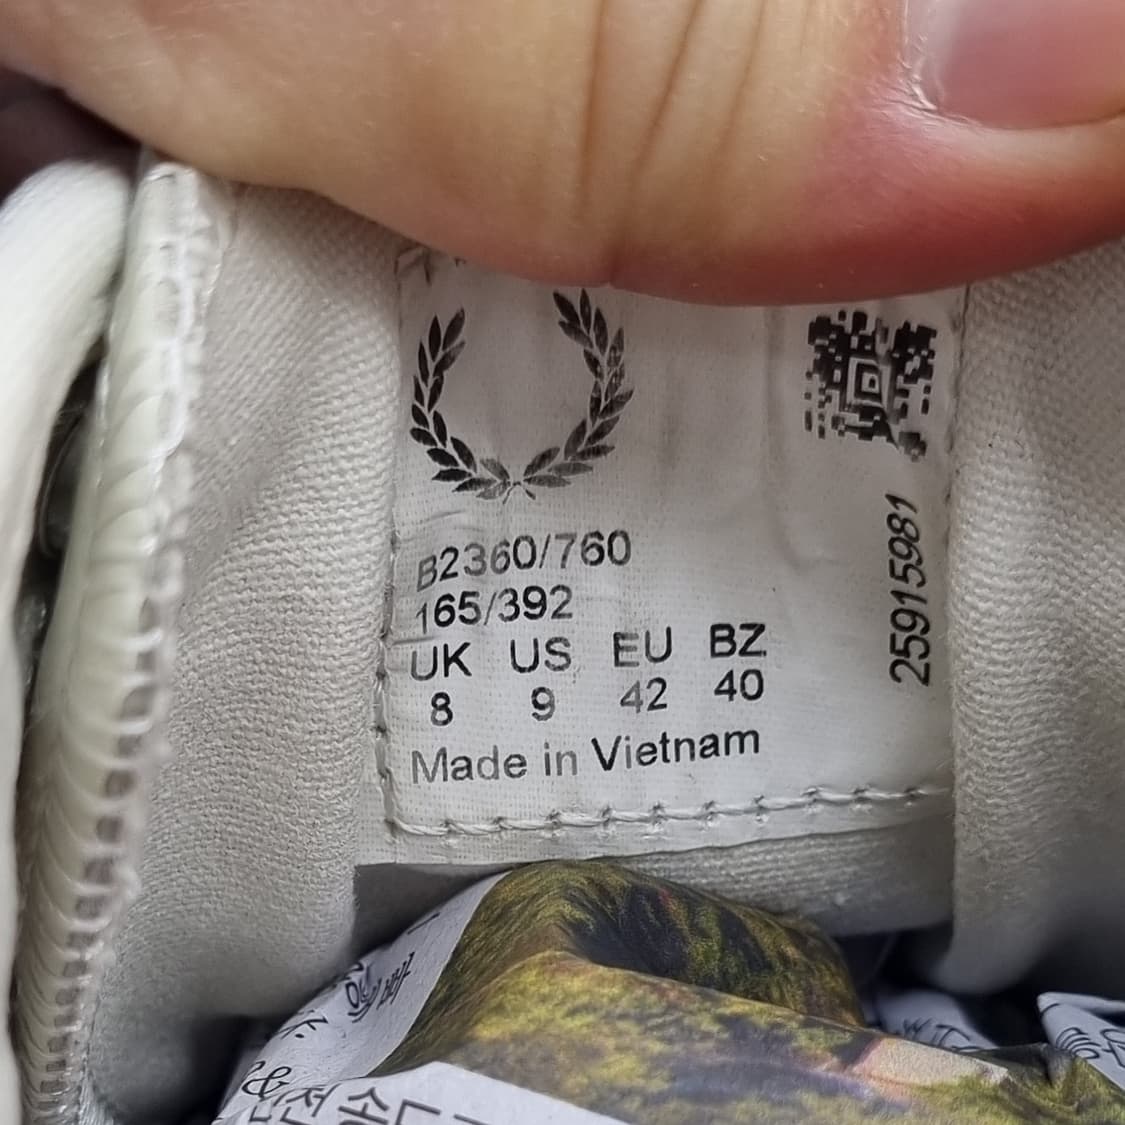 B2360/760
165/392
UK US EU BZ
8 9 42 40
Made in Vietnam
25915981